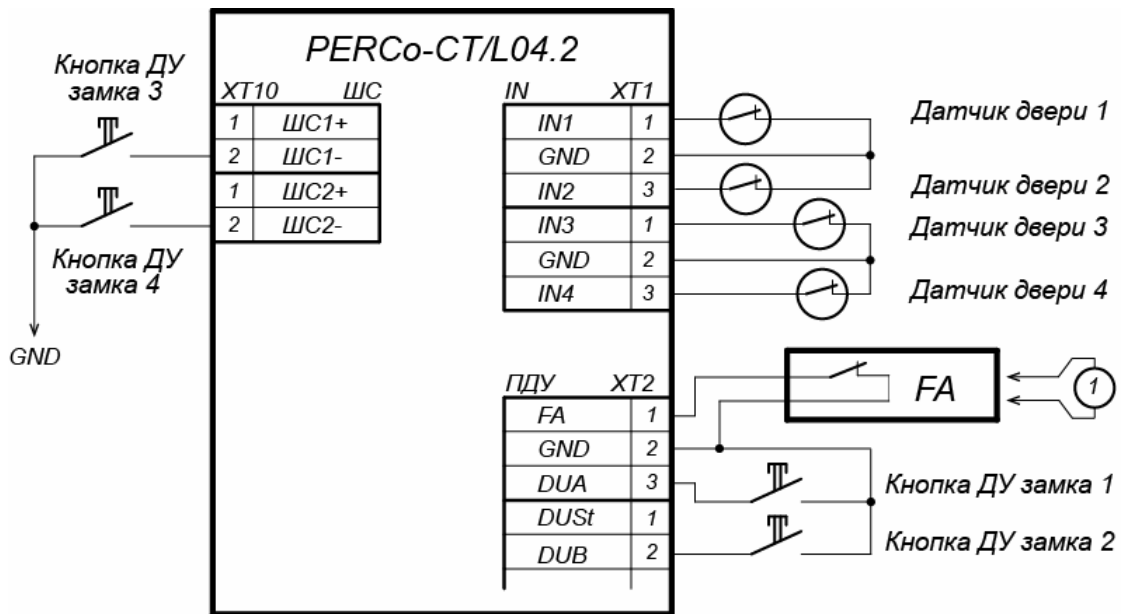 PERCo-CT/L04.2
Кнопка ДУ
замка 3
XT10 ШС
1 ШС1+
2 ШС1-
1 ШС2+
2 ШС2-
Кнопка ДУ
замка 4
GND
IN XT1
IN1 1
GND 2
IN2 3
IN3 1
GND 2
IN4 3
Датчик двери 1
Датчик двери 2
Датчик двери 3
Датчик двери 4
ПДУ XT2
FA 1
GND 2
DUA 3
DUSt 1
DUB 2
FA
1
Кнопка ДУ замка 1
Кнопка ДУ замка 2